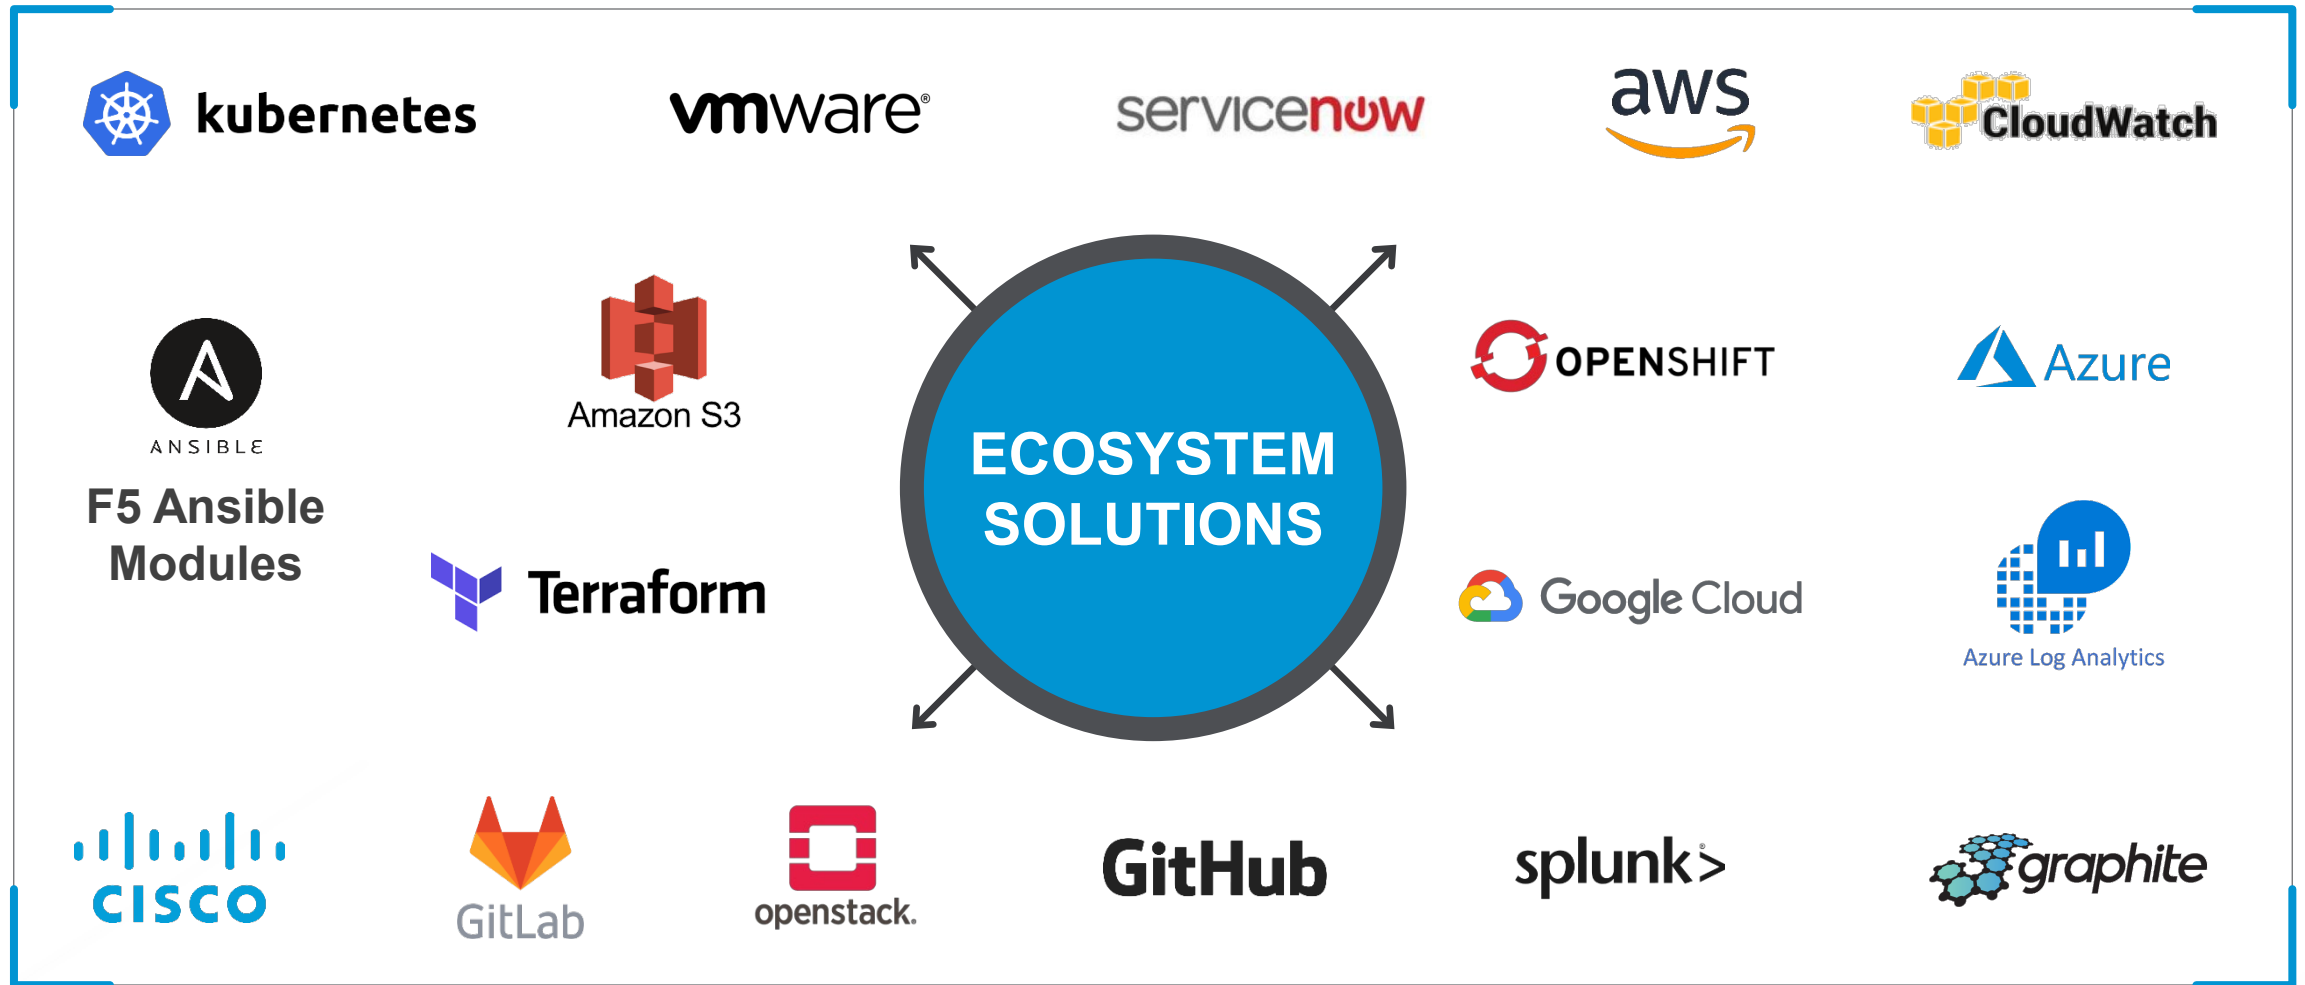 kubernetes
vmware®
servicenow
aws
CloudWatch
ANSIBLE
F5 Ansible
Modules
Amazon S3
Terraform
ECOSYSTEM
SOLUTIONS
OPENSHIFT
Azure
Google Cloud
Azure Log Analytics
CISCO
GitLab
openstack.
GitHub
splunk®>
graphite